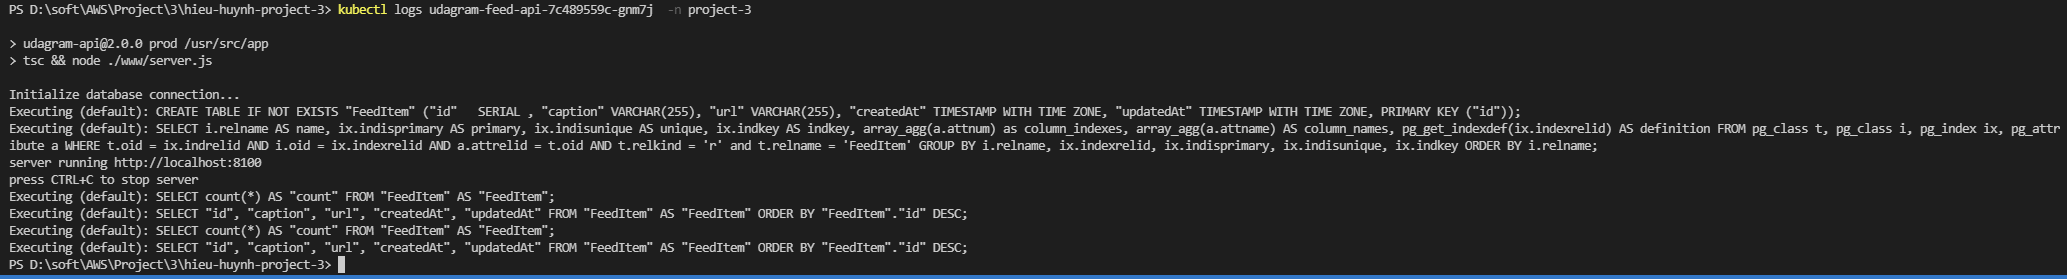 PS D:\soft\AWS\Project\3\hieu-huynh-project-3> kubectl logs udagram-feed-api-7c489559c-gnm7j  -n project-3
> udagram-api@2.0.0 prod /usr/src/app
> tsc && node ./www/server.js
Initialize database connection...
Executing (default): CREATE TABLE IF NOT EXISTS "FeedItem" ("id"   SERIAL , "caption" VARCHAR(255), "url" VARCHAR(255), "createdAt" TIMESTAMP WITH TIME ZONE, "updatedAt" TIMESTAMP WITH TIME ZONE, PRIMARY KEY ("id"));
Executing (default): SELECT i.relname AS name, ix.indisprimary AS primary, ix.indisunique AS unique, ix.indkey AS indkey, array_agg(a.attnum) as column_indexes, array_agg(a.attname) AS column_names, pg_get_indexdef(ix.indexrelid) AS definition FROM pg_class t, pg_class i, pg_index ix, pg_attr
ibute a WHERE t.oid = ix.indrelid AND i.oid = ix.indexrelid AND a.attrelid = t.oid AND t.relkind = 'r' and t.relname = 'FeedItem' GROUP BY i.relname, ix.indexrelid, ix.indisprimary, ix.indisunique, ix.indkey ORDER BY i.relname;
server running http://localhost:8100
press CTRL+C to stop server
Executing (default): SELECT count(*) AS "count" FROM "FeedItem" AS "FeedItem";
Executing (default): SELECT "id", "caption", "url", "createdAt", "updatedAt" FROM "FeedItem" AS "FeedItem" ORDER BY "FeedItem"."id" DESC;
Executing (default): SELECT count(*) AS "count" FROM "FeedItem" AS "FeedItem";
Executing (default): SELECT "id", "caption", "url", "createdAt", "updatedAt" FROM "FeedItem" AS "FeedItem" ORDER BY "FeedItem"."id" DESC;
PS D:\soft\AWS\Project\3\hieu-huynh-project-3>